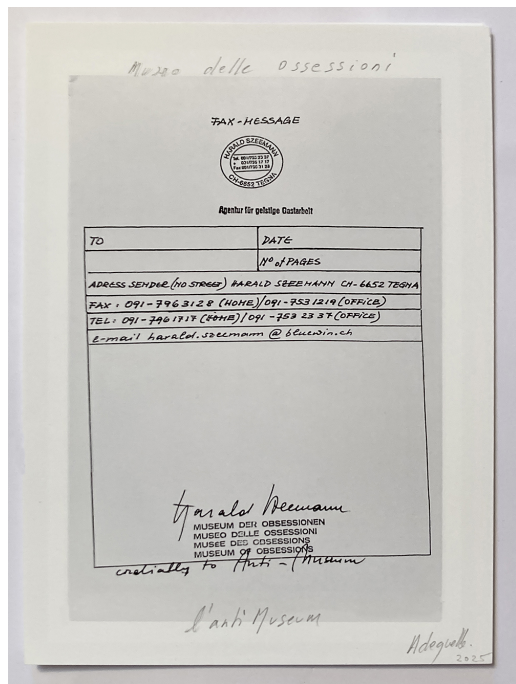 Museo delle Ossessioni
FAX-MESSAGE
HARALD SZEEMANN
CH-6652 TEGNA
Agentur für geistige Gastarbeit
TO
DATE
Nº of PAGES
ADRESS SENDER (NO STREET) HARALD SZEEMANN CH-6652 TEGNA
FAX: 091-7963128 (HOME)/091-7531219 (OFFICE)
TEL: 091-7961717 (HOME)/091-7532337 (OFFICE)
e-mail harald.szeemann @ bluewin.ch
Harald Szeemann
MUSEUM DER OBSESSIONEN
MUSEO DELLE OSSESSIONI
MUSÉE DES OBSESSIONS
MUSEUM OF OBSESSIONS
cordially to Anti-Museum
l'anti Museum
2025